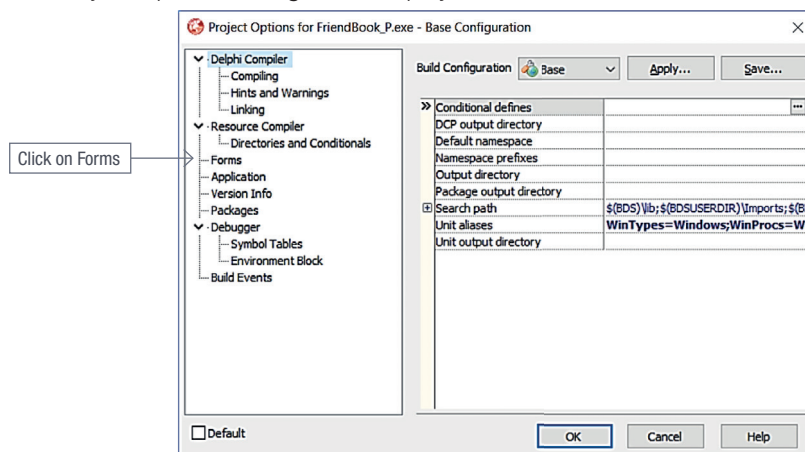 Project Options for FriendBook_P.exe - Base Configuration
Delphi Compiler
Compiling
Hints and Warnings
Linking
Resource Compiler
Directories and Conditionals
Forms
Application
Version Info
Packages
Debugger
Symbol Tables
Environment Block
Build Events
Click on Forms
Build Configuration Base Apply... Save...
Conditional defines ...
DCP output directory
Default namespace
Namespace prefixes
Output directory
Package output directory
Search path $(BDS)\lib;$(BDSUSERDIR)\Imports;$(B
Unit aliases WinTypes=Windows;WinProcs=W
Unit output directory
Default OK Cancel Help